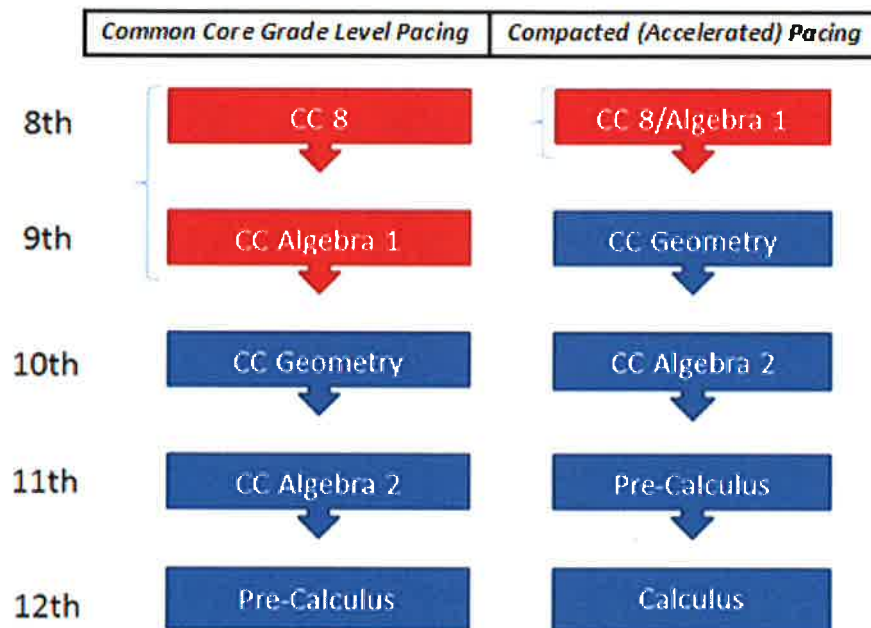 Common Core Grade Level Pacing Compacted (Accelerated) Pacing
8th CC 8 CC 8/Algebra 1
9th CC Algebra 1 CC Geometry
10th CC Geometry CC Algebra 2
11th CC Algebra 2 Pre-Calculus
12th Pre-Calculus Calculus